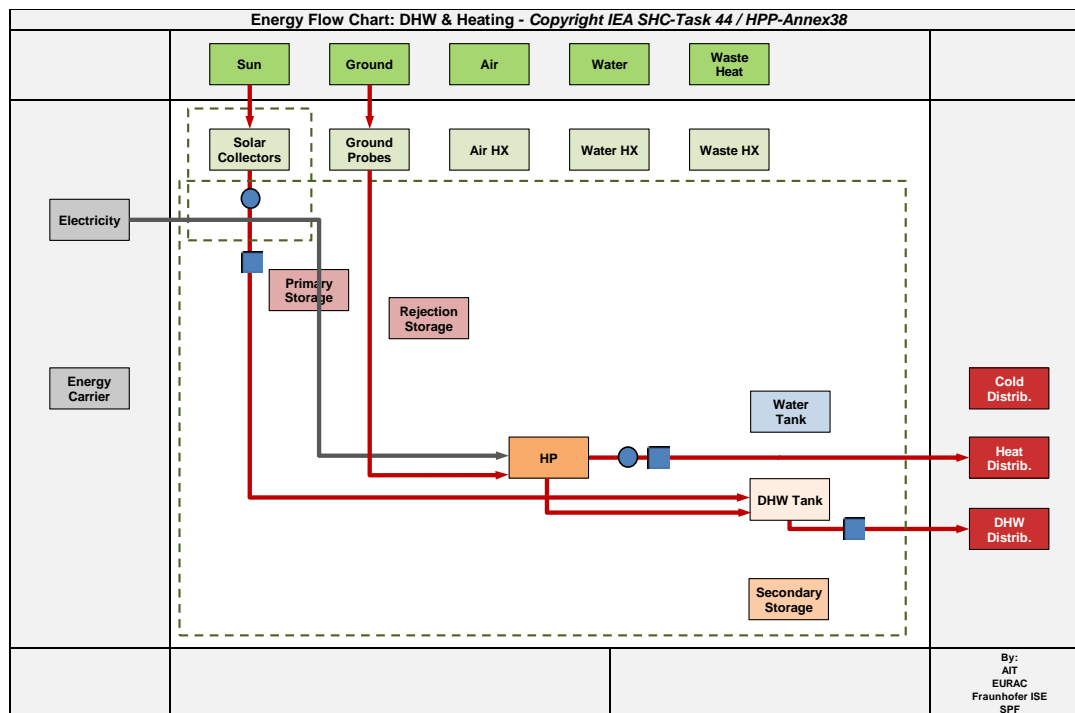 Energy Flow Chart: DHW & Heating - Copyright IEA SHC-Task 44 / HPP-Annex38
Sun
Ground
Air
Water
Waste
Heat
Solar
Collectors
Ground
Probes
Air HX
Water HX
Waste HX
Electricity
Primary
Storage
Rejection
Storage
Energy
Carrier
Water
Tank
Cold
Distrib.
HP
Heat
Distrib.
DHW Tank
DHW
Distrib.
Secondary
Storage
By:
AIT
EURAC
Fraunhofer ISE
SPF